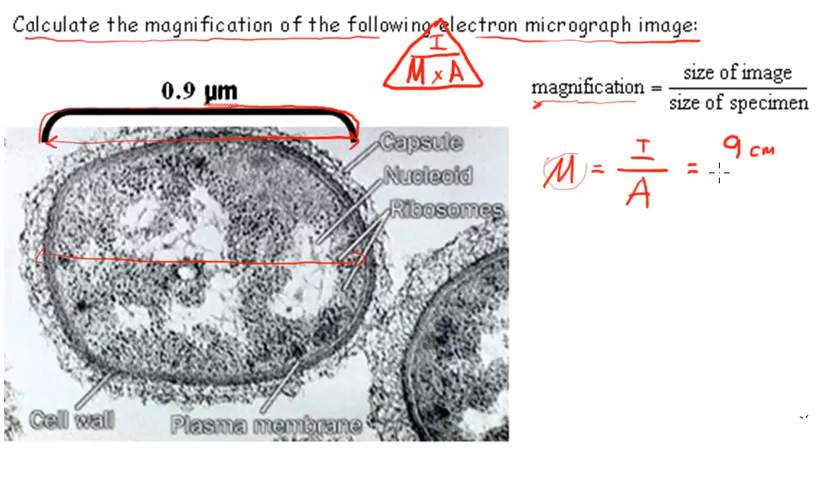 Calculate the magnification of the following electron micrograph image:
I
M × A
0.9 µm
magnification = size of image
size of specimen
M = I = 9 cm
A
Capsule
Nucleoid
Ribosomes
Cell wall
Plasma membrane